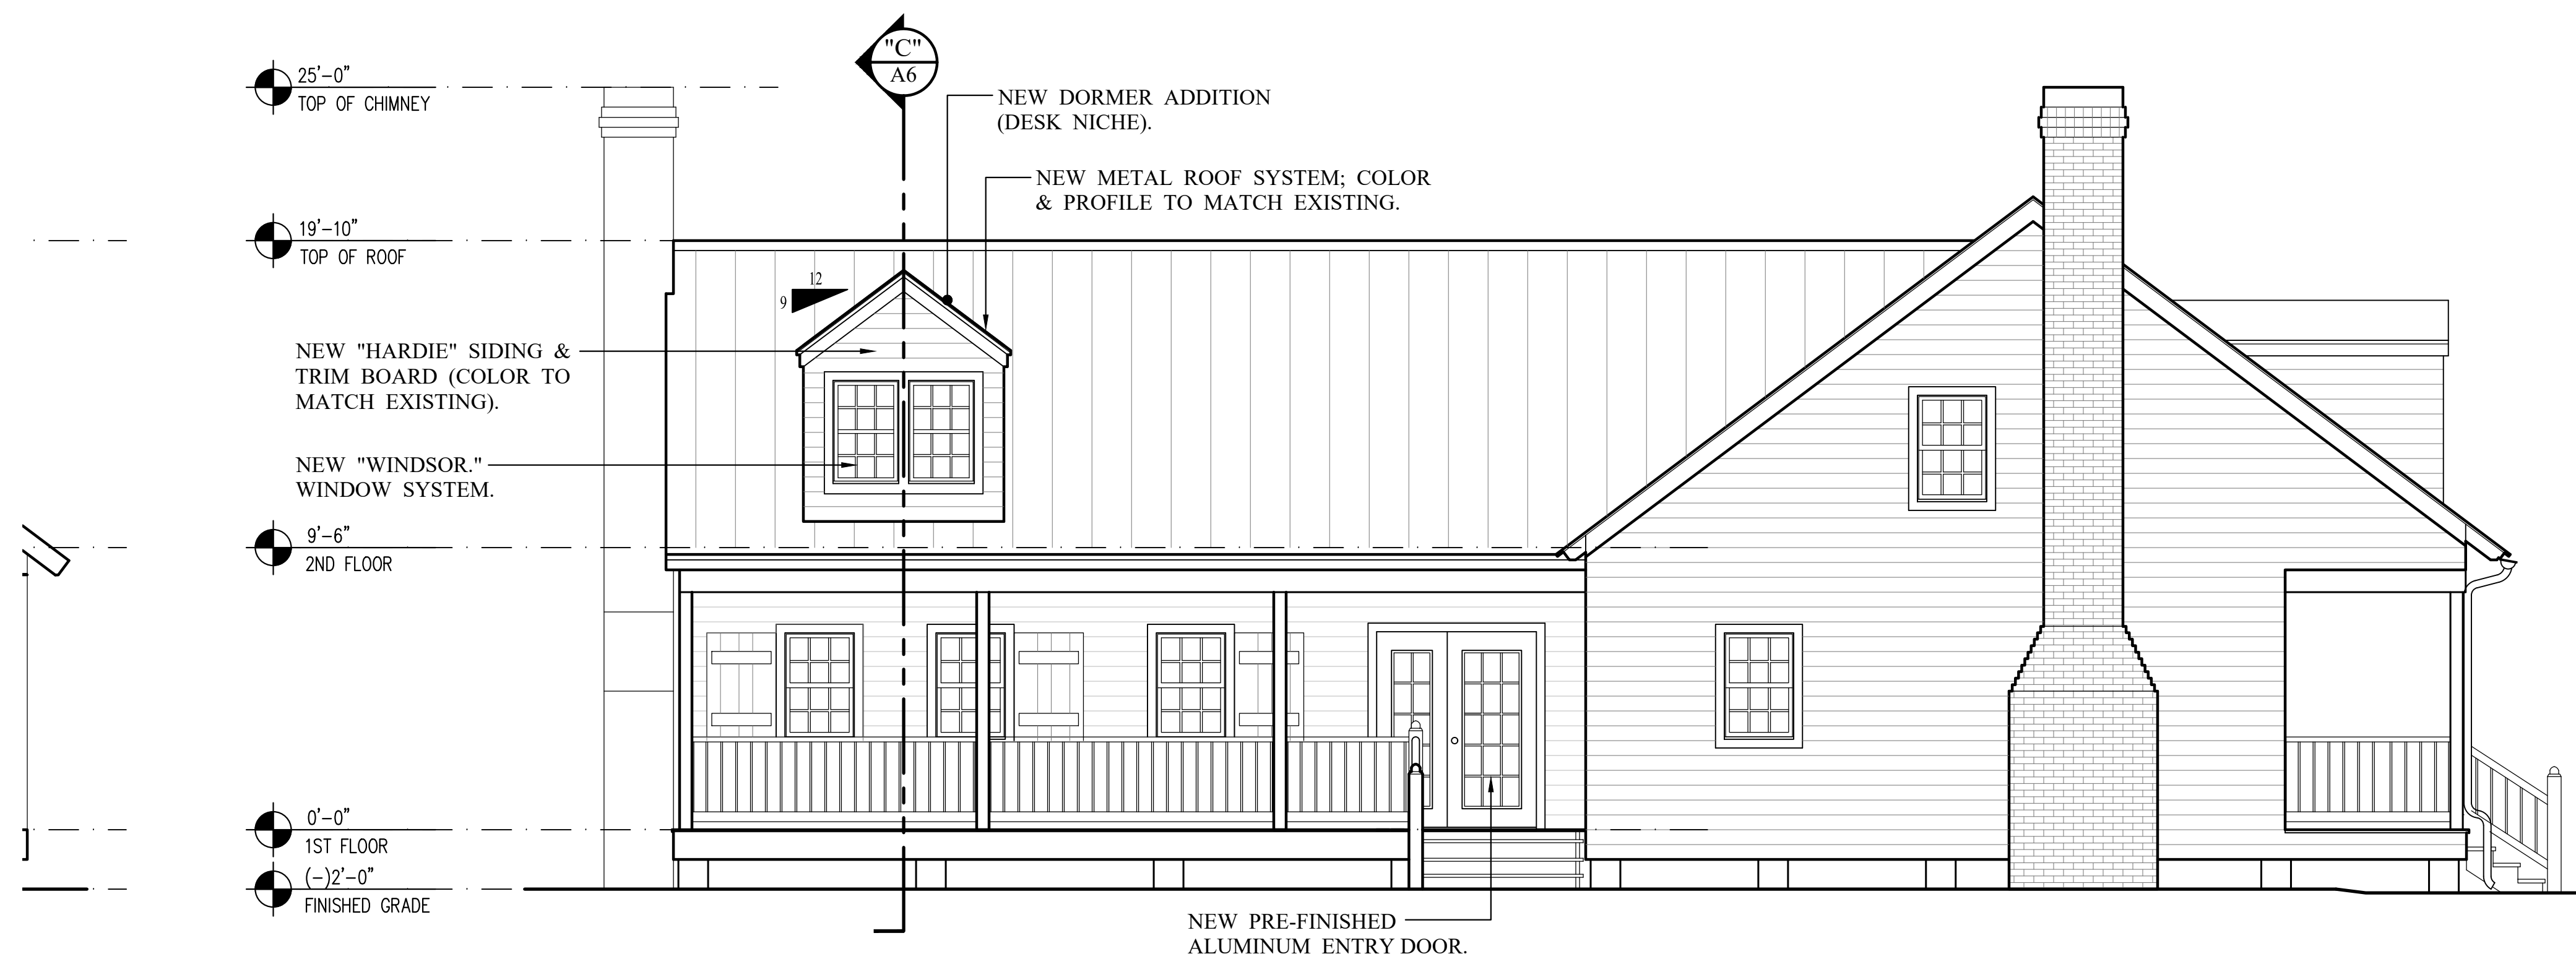 "C"
A6
25'-0"
TOP OF CHIMNEY
NEW DORMER ADDITION
(DESK NICHE).
NEW METAL ROOF SYSTEM; COLOR
& PROFILE TO MATCH EXISTING.
19'-10"
TOP OF ROOF
12
9
NEW "HARDIE" SIDING &
TRIM BOARD (COLOR TO
MATCH EXISTING).
NEW "WINDSOR."
WINDOW SYSTEM.
9'-6"
2ND FLOOR
0'-0"
1ST FLOOR
(-)2'-0"
FINISHED GRADE
NEW PRE-FINISHED
ALUMINUM ENTRY DOOR.